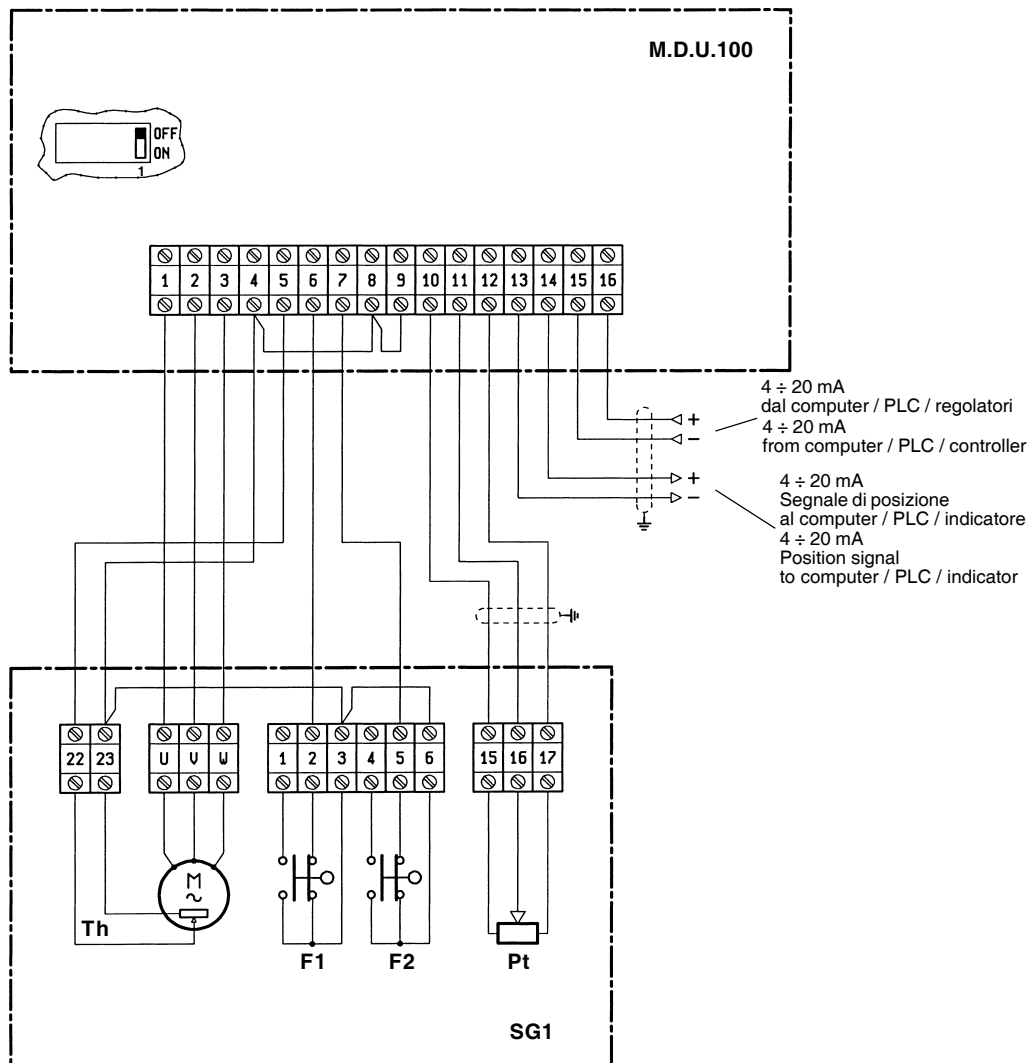 M.D.U.100
OFF
ON
1
1 2 3 4 5 6 7 8 9 10 11 12 13 14 15 16
4 ÷ 20 mA
dal computer / PLC / regolatori
4 ÷ 20 mA
from computer / PLC / controller
+
−
+
−
4 ÷ 20 mA
Segnale di posizione
al computer / PLC / indicatore
4 ÷ 20 mA
Position signal
to computer / PLC / indicator
22 23 U V W 1 2 3 4 5 6 15 16 17
M
~
Th
F1 F2 Pt
SG1